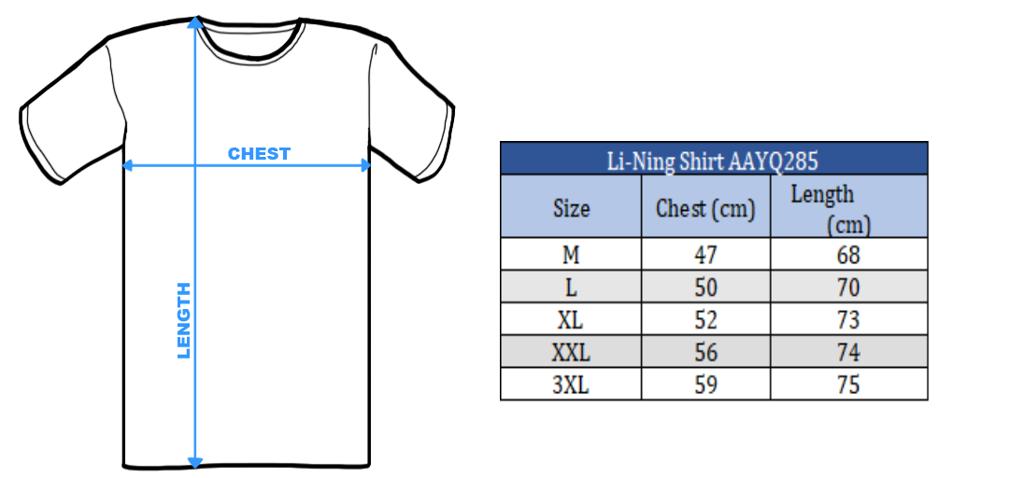 CHEST
LENGTH
Li-Ning Shirt AAYQ285
Size Chest (cm) Length (cm)
M 47 68
L 50 70
XL 52 73
XXL 56 74
3XL 59 75